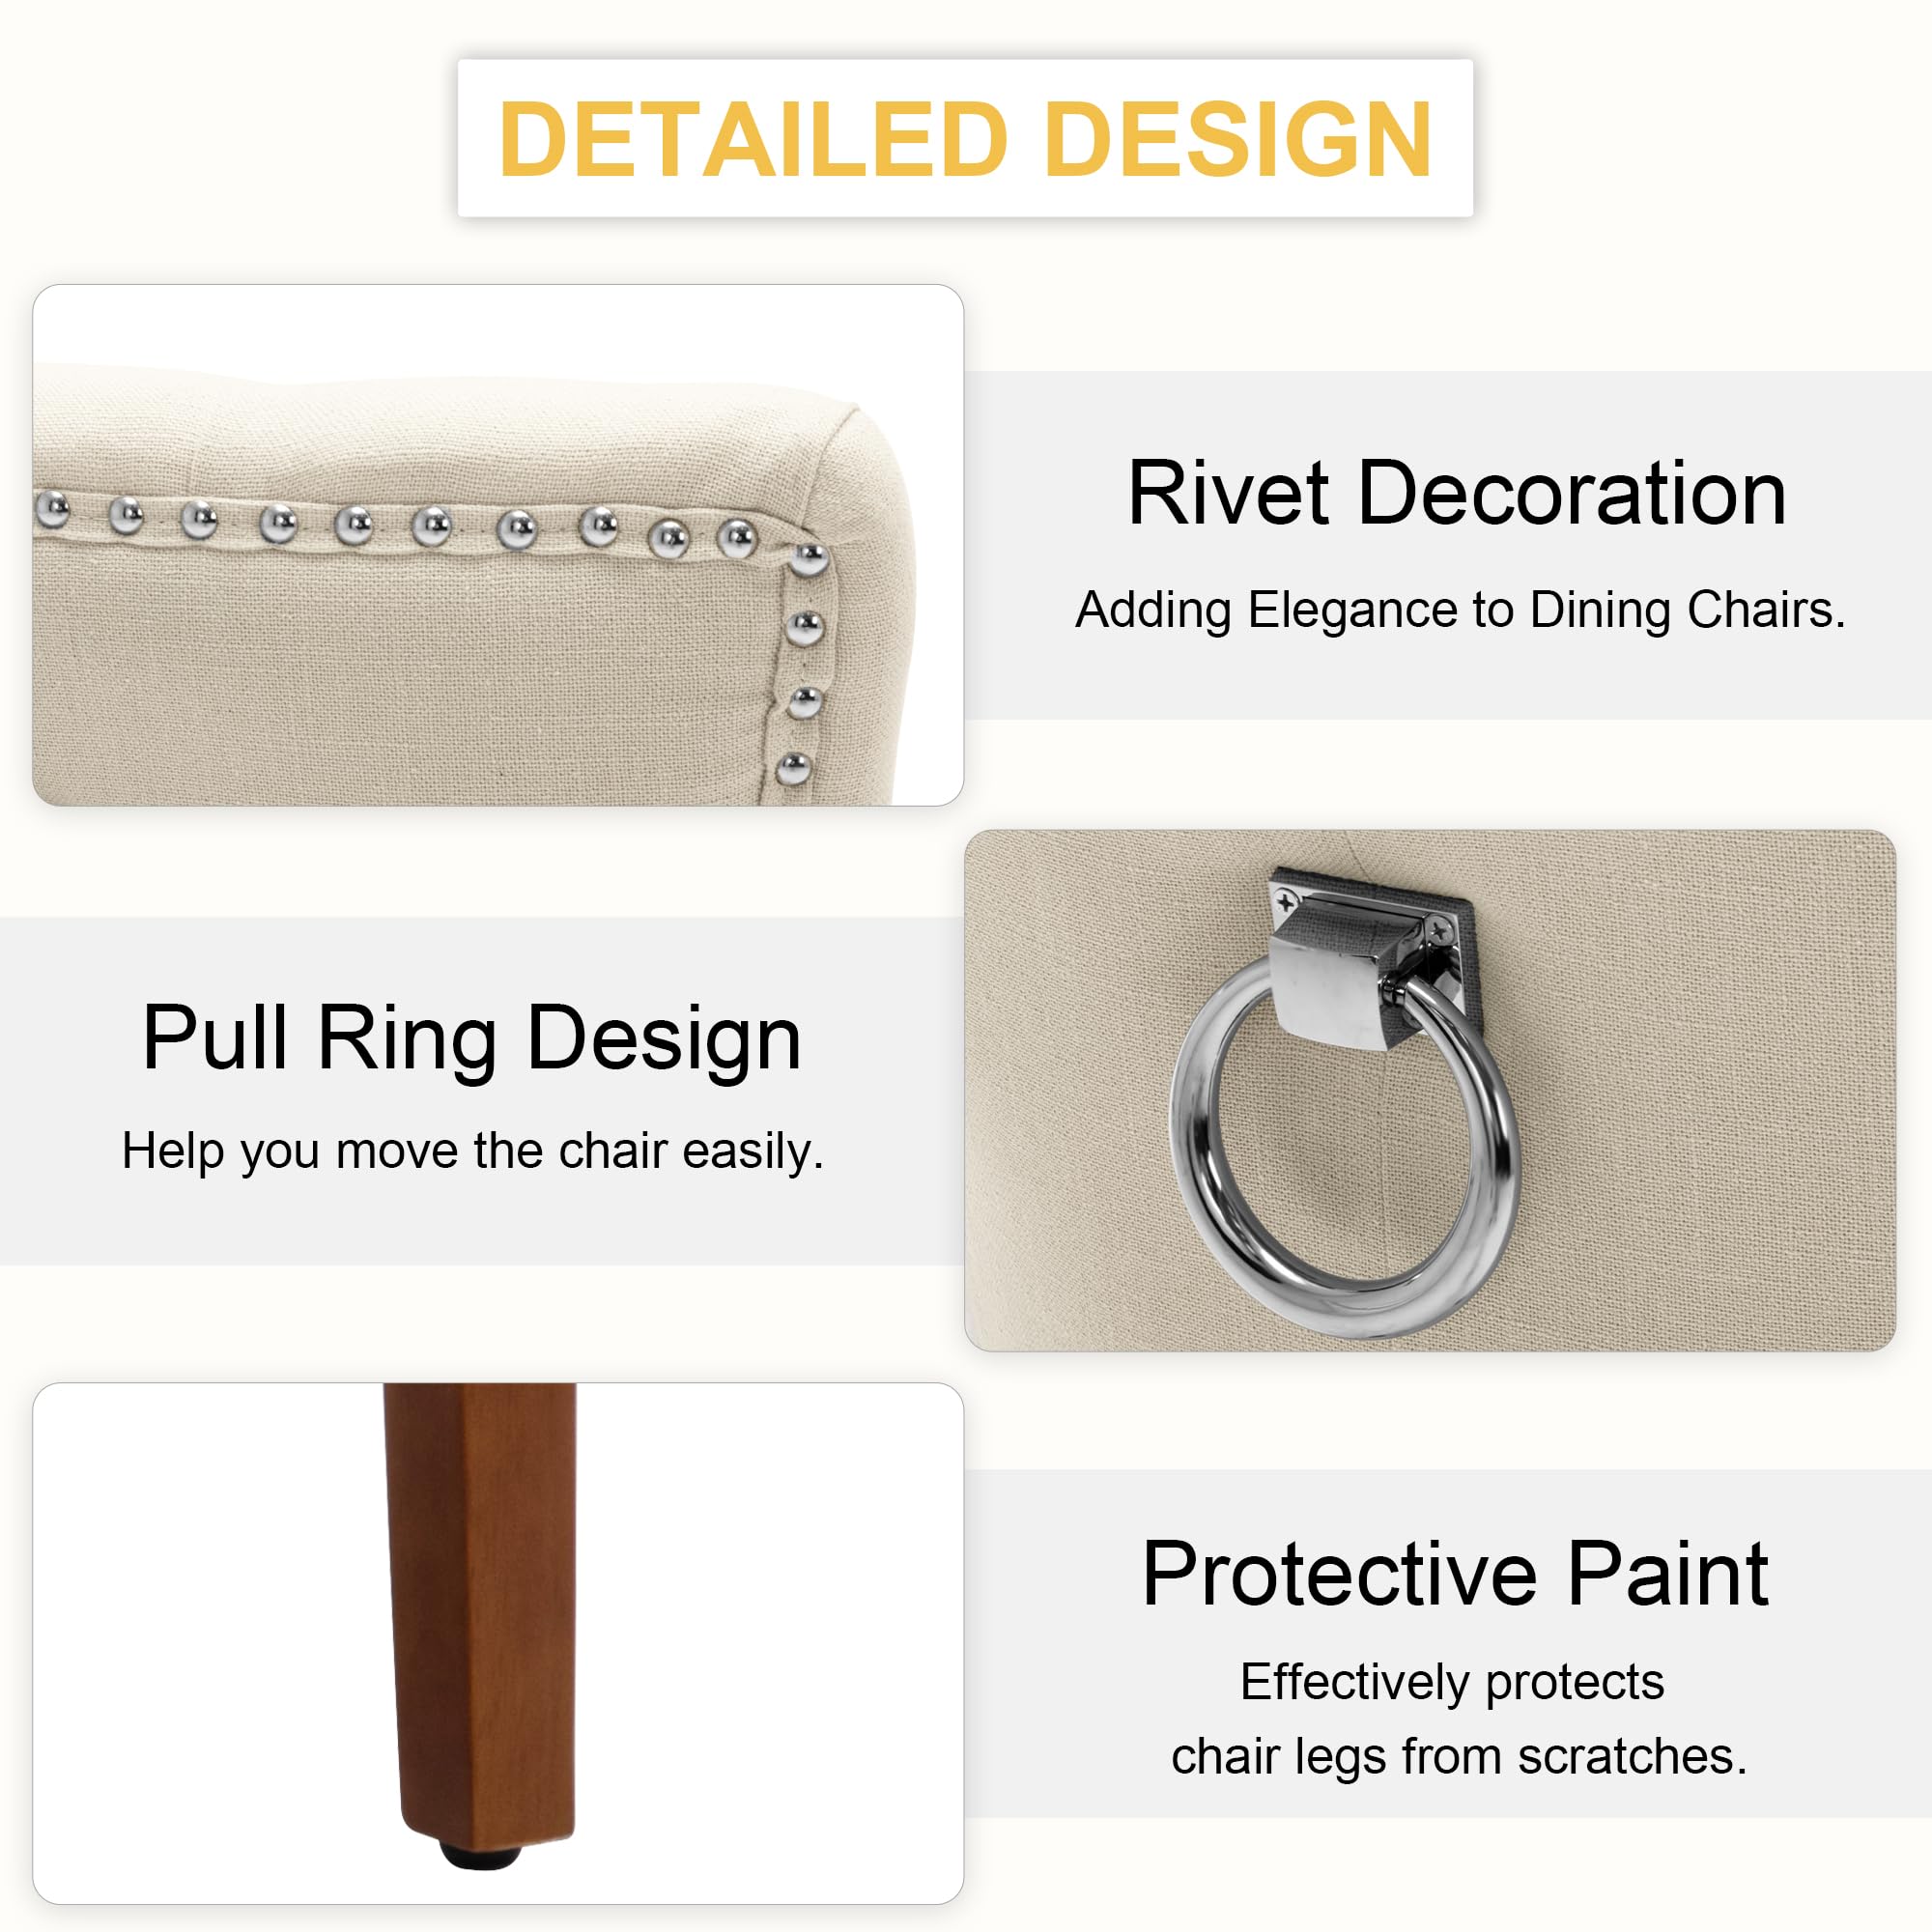 DETAILED DESIGN
Rivet Decoration
Adding Elegance to Dining Chairs.
Pull Ring Design
Help you move the chair easily.
Protective Paint
Effectively protects
chair legs from scratches.